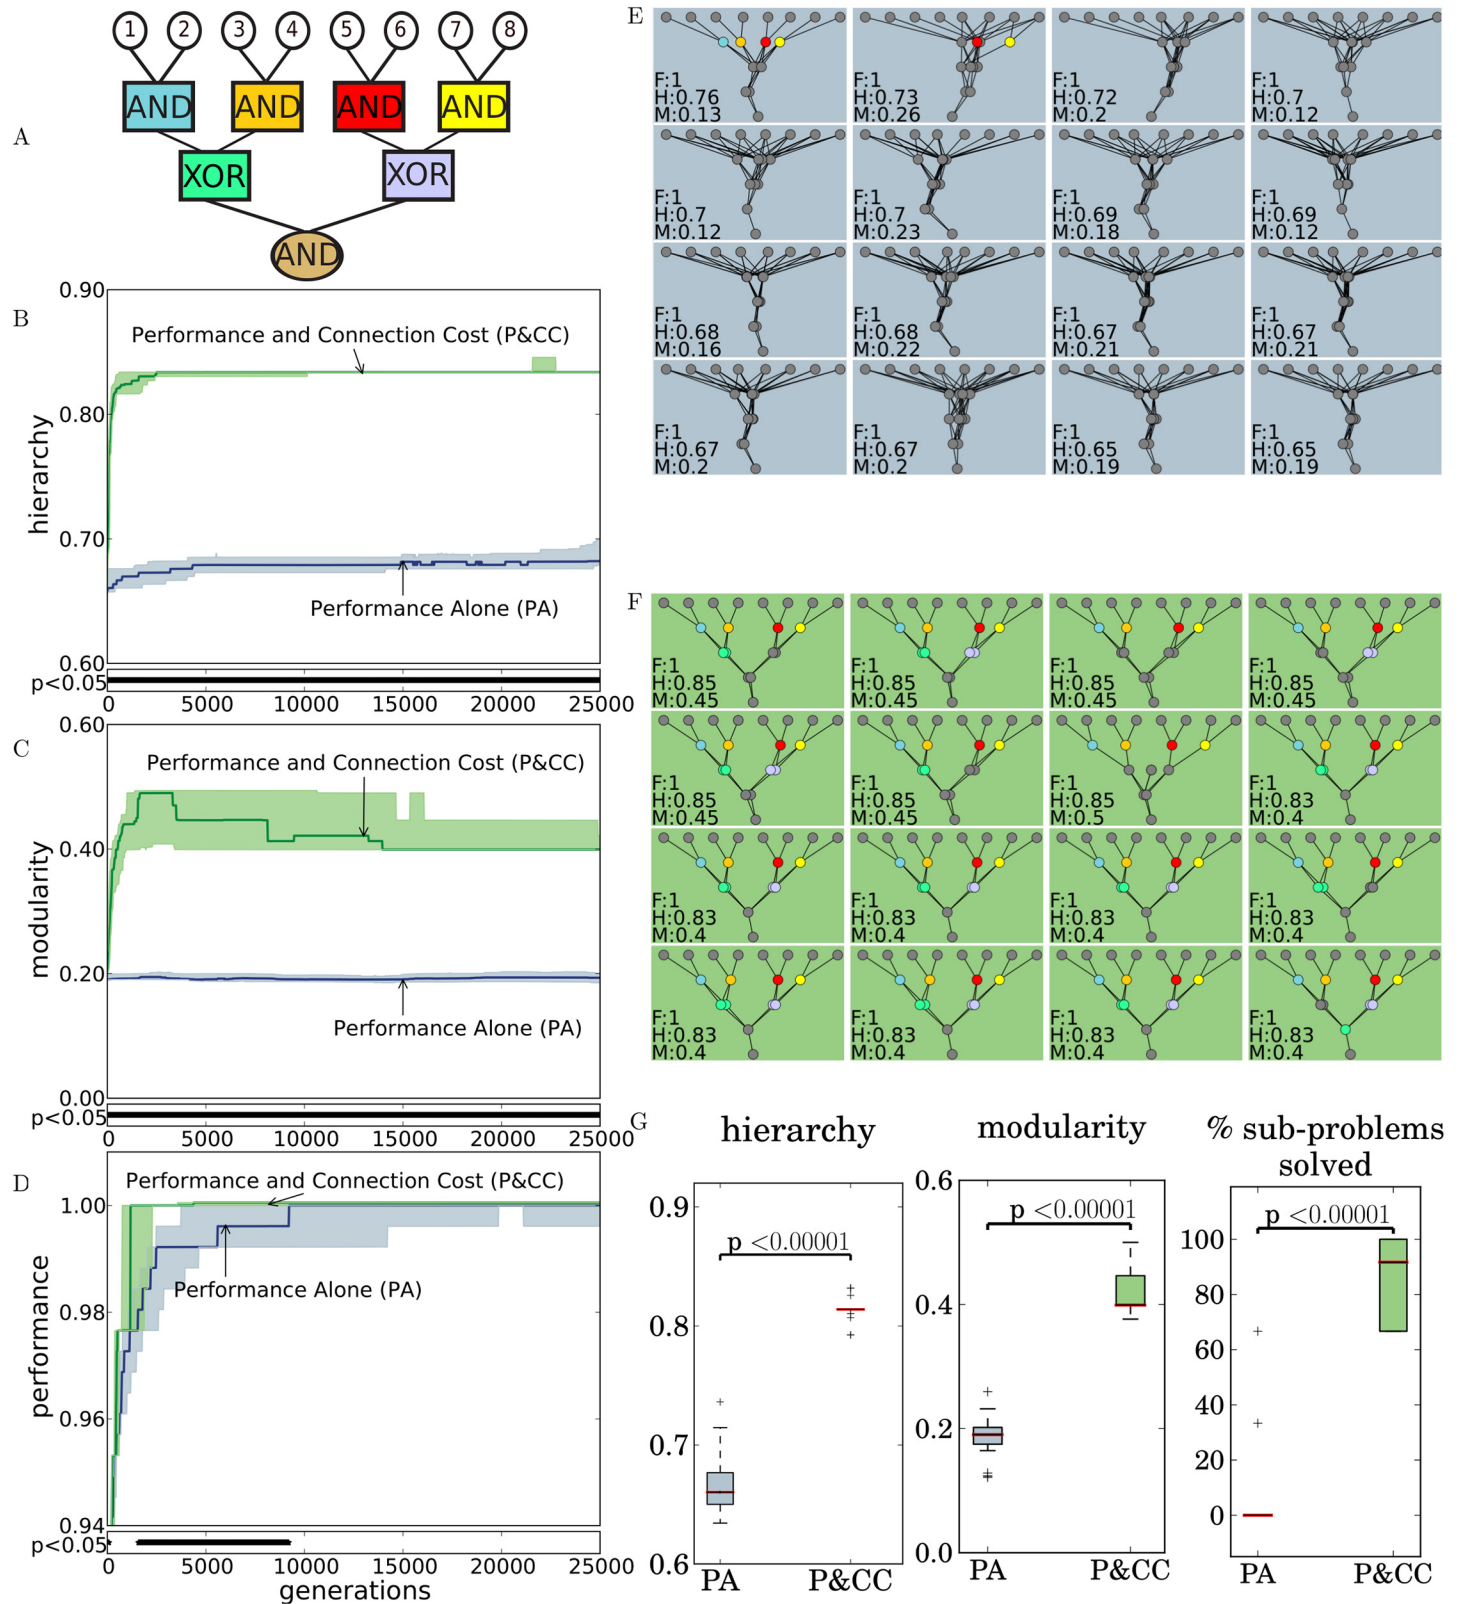 1 2 3 4 5 6 7 8
AND AND AND AND
A
XOR XOR
AND
B
0.90
0.80
0.70
0.60
hierarchy
Performance and Connection Cost (P&CC)
Performance Alone (PA)
p<0.05
0 5000 10000 15000 20000 25000
C
0.60
0.40
0.20
0.00
modularity
Performance and Connection Cost (P&CC)
Performance Alone (PA)
p<0.05
0 5000 10000 15000 20000 25000
D
1.00
0.98
0.96
0.94
performance
Performance and Connection Cost (P&CC)
Performance Alone (PA)
p<0.05
0 5000 10000 15000 20000 25000
generations
E
F:1
H:0.76
M:0.13
F:1
H:0.73
M:0.26
F:1
H:0.72
M:0.2
F:1
H:0.7
M:0.12
F:1
H:0.7
M:0.12
F:1
H:0.7
M:0.23
F:1
H:0.69
M:0.18
F:1
H:0.69
M:0.12
F:1
H:0.68
M:0.16
F:1
H:0.68
M:0.22
F:1
H:0.67
M:0.21
F:1
H:0.67
M:0.21
F:1
H:0.67
M:0.2
F:1
H:0.67
M:0.2
F:1
H:0.65
M:0.19
F:1
H:0.65
M:0.19
F
F:1
H:0.85
M:0.45
F:1
H:0.85
M:0.45
F:1
H:0.85
M:0.45
F:1
H:0.85
M:0.45
F:1
H:0.85
M:0.45
F:1
H:0.85
M:0.45
F:1
H:0.85
M:0.5
F:1
H:0.83
M:0.4
F:1
H:0.83
M:0.4
F:1
H:0.83
M:0.4
F:1
H:0.83
M:0.4
F:1
H:0.83
M:0.4
F:1
H:0.83
M:0.4
F:1
H:0.83
M:0.4
F:1
H:0.83
M:0.4
F:1
H:0.83
M:0.4
G
hierarchy
0.9
0.8
0.7
0.6
p <0.00001
PA P&CC
modularity
0.6
0.4
0.2
0.0
p <0.00001
PA P&CC
% sub-problems
solved
100
80
60
40
20
0
p <0.00001
PA P&CC